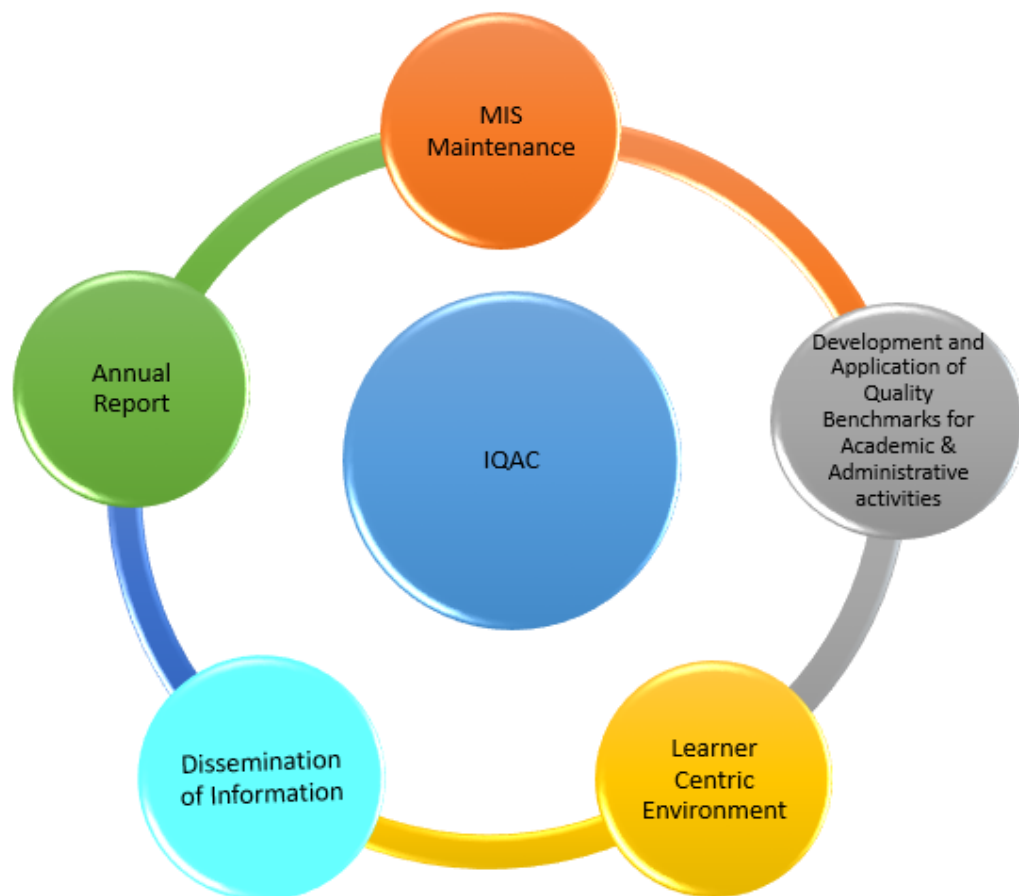 MIS
Maintenance
Development and
Application of
Quality
Benchmarks for
Academic &
Administrative
activities
Learner
Centric
Environment
Dissemination
of Information
Annual
Report
IQAC